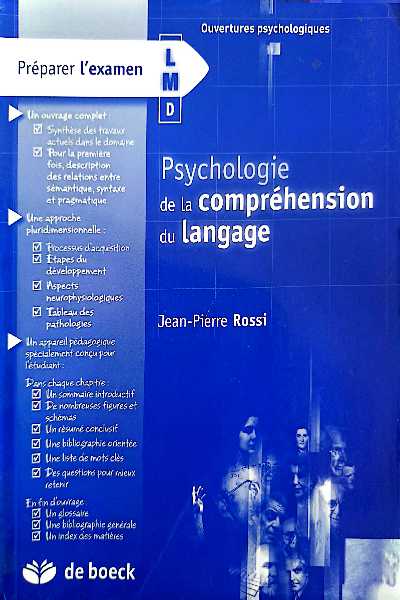 Ouvertures psychologiques
Préparer l'examen
L
M
D
Un ouvrage complet
Synthèse des travaux
actuels dans le domaine
Pour la première
fois, description
des relations entre
sémantique, syntaxe
et pragmatique
Une approche
pluridimensionnelle :
Processus d'acquisition
Étapes du
développement
Aspects
neurophysiologiques
Tableau des
pathologies
Un appareil pédagogique
spécialement conçu pour
l'étudiant :
Dans chaque chapitre :
Un sommaire introductif
De nombreuses figures et
schémas
Un résumé conclusif
Une bibliographie orientée
Une liste de mots clés
Des questions pour mieux
retenir
En fin d'ouvrage
Un glossaire
Une bibliographie générale
Un index des matières
Psychologie
de la compréhension
du langage
Jean-Pierre Rossi
de boeck